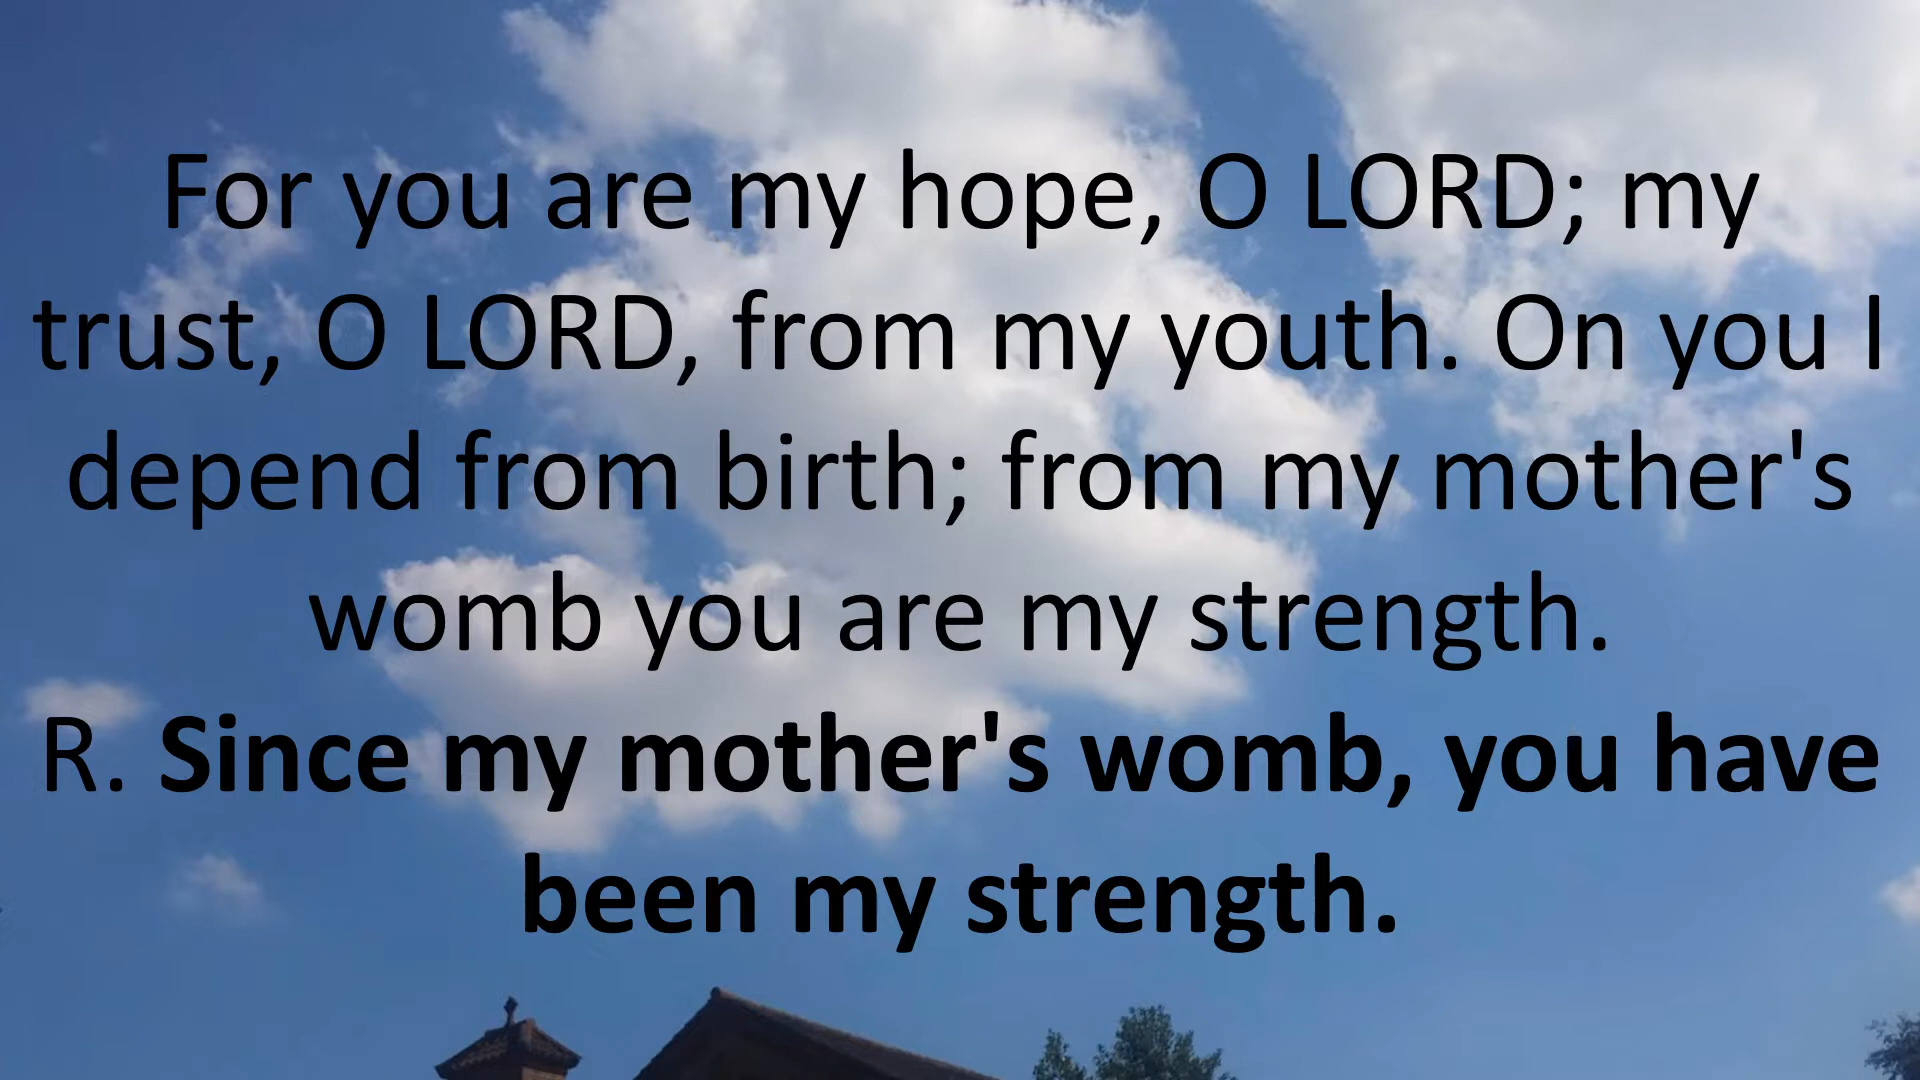 For you are my hope, O LORD; my
trust, O LORD, from my youth. On you I
depend from birth; from my mother's
womb you are my strength.
R. Since my mother's womb, you have
been my strength.